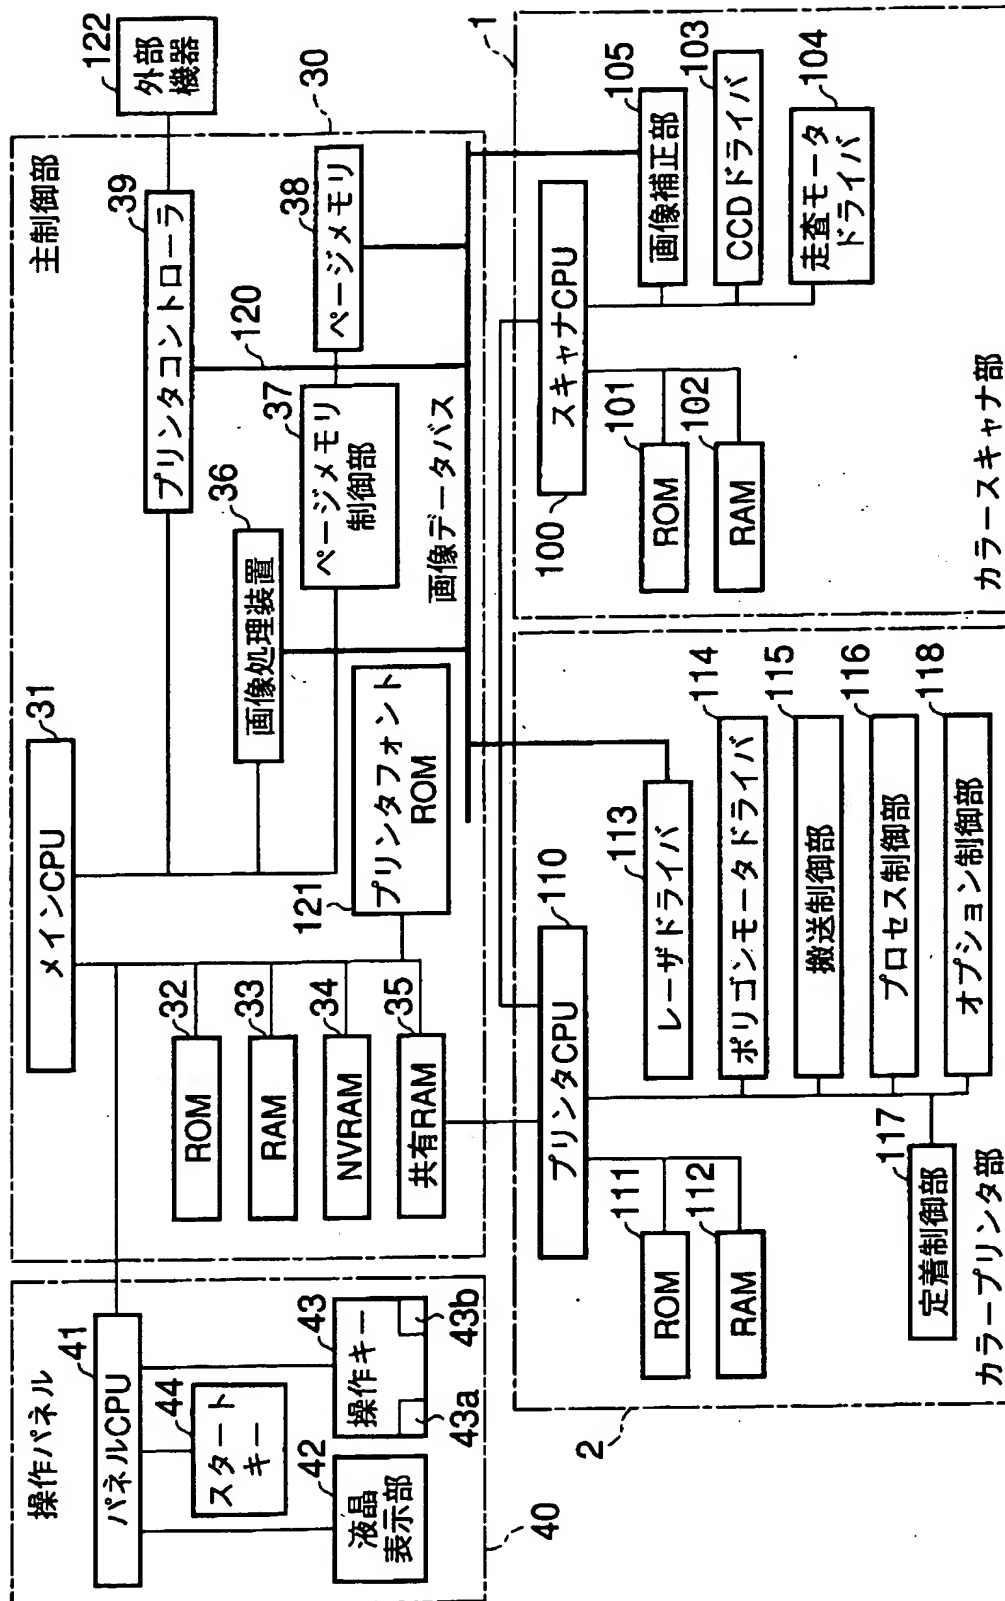 操作パネル
パネルCPU
41
スタート
キー
44
液晶
表示部
42
操作キー
43
43a
43b
40
主制御部
30
メインCPU
31
ROM
32
RAM
33
NVRAM
34
共有RAM
35
画像処理装置
36
ページメモリ
制御部
37
ページメモリ
38
プリンタコントローラ
39
120
プリンタフォント
ROM
121
画像データバス
外部
機器
122
カラープリンタ部
2
プリンタCPU
110
ROM
111
RAM
112
レーザドライバ
113
ポリゴンモータドライバ
114
搬送制御部
115
プロセス制御部
116
定着制御部
117
オプション制御部
118
カラースキャナ部
1
スキャナCPU
100
ROM
101
RAM
102
画像補正部
105
CCDドライバ
103
走査モータ
ドライバ
104